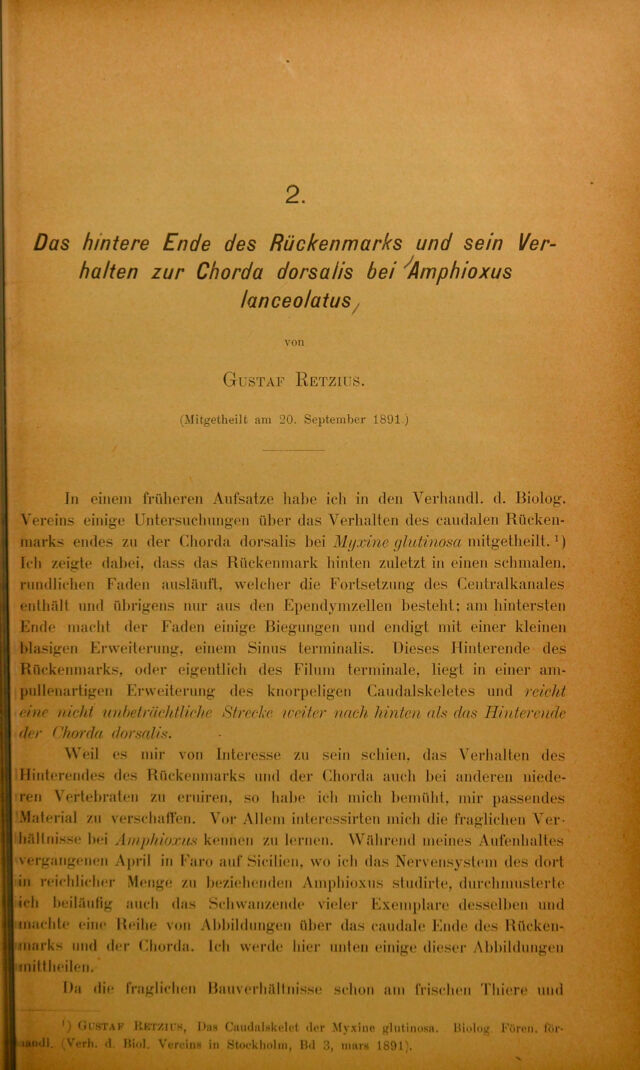 2.
Das hintere Ende des Rückenmarks und sein Ver-
halten zur Chorda dorsalis bei Amphioxus
lanceolatus
von
Gustaf Retzius.
(Mitgetheilt am 20. September 1891.)
In einem früheren Aufsatze habe ich in den Verhandl. d. Biolog.
Vereins einige Untersuchungen über das Verhalten des caudalen Rücken-
marks endes zu der Chorda dorsalis bei Myxine glutinosa mitgetheilt.¹)
Ich zeigte dabei, dass das Rückenmark hinten zuletzt in einen schmalen,
rundlichen Faden ausläuft, welcher die Fortsetzung des Centralkanales
enthält und übrigens nur aus den Ependymzellen besteht; am hintersten
Ende macht der Faden einige Biegungen und endigt mit einer kleinen
blasigen Erweiterung, einem Sinus terminalis. Dieses Hinterende des
Rückenmarks, oder eigentlich des Filum terminale, liegt in einer am-
pullenartigen Erweiterung des knorpeligen Caudalskeletes und reicht
eine nicht unbeträchtliche Strecke weiter nach hinten als das Hinterende
der Chorda dorsalis.
Weil es mir von Interesse zu sein schien, das Verhalten des
Hinterendes des Rückenmarks und der Chorda auch bei anderen niede-
ren Vertebraten zu eruiren, so habe ich mich bemüht, mir passendes
Material zu verschaffen. Vor Allem interessirten mich die fraglichen Ver-
hältnisse bei Amphioxus kennen zu lernen. Während meines Aufenhaltes
vergangenen April in Faro auf Sicilien, wo ich das Nervensystem des dort
in reichlicher Menge zu beziehenden Amphioxus studirte, durchmusterte
ich beiläufig auch das Schwanzende vieler Exemplare desselben und
machte eine Reihe von Abbildungen über das caudale Ende des Rücken-
marks und der Chorda. Ich werde hier unten einige dieser Abbildungen
mittheilen.
Da die fraglichen Bauverhältnisse schon am frischen Thiere und
¹) Gustaf Retzius, Das Caudalskelet der Myxine glutinosa. Biolog. Fören. för-
handl. (Verh. d. Biol. Vereins in Stockholm, Bd 3, mars 1891).